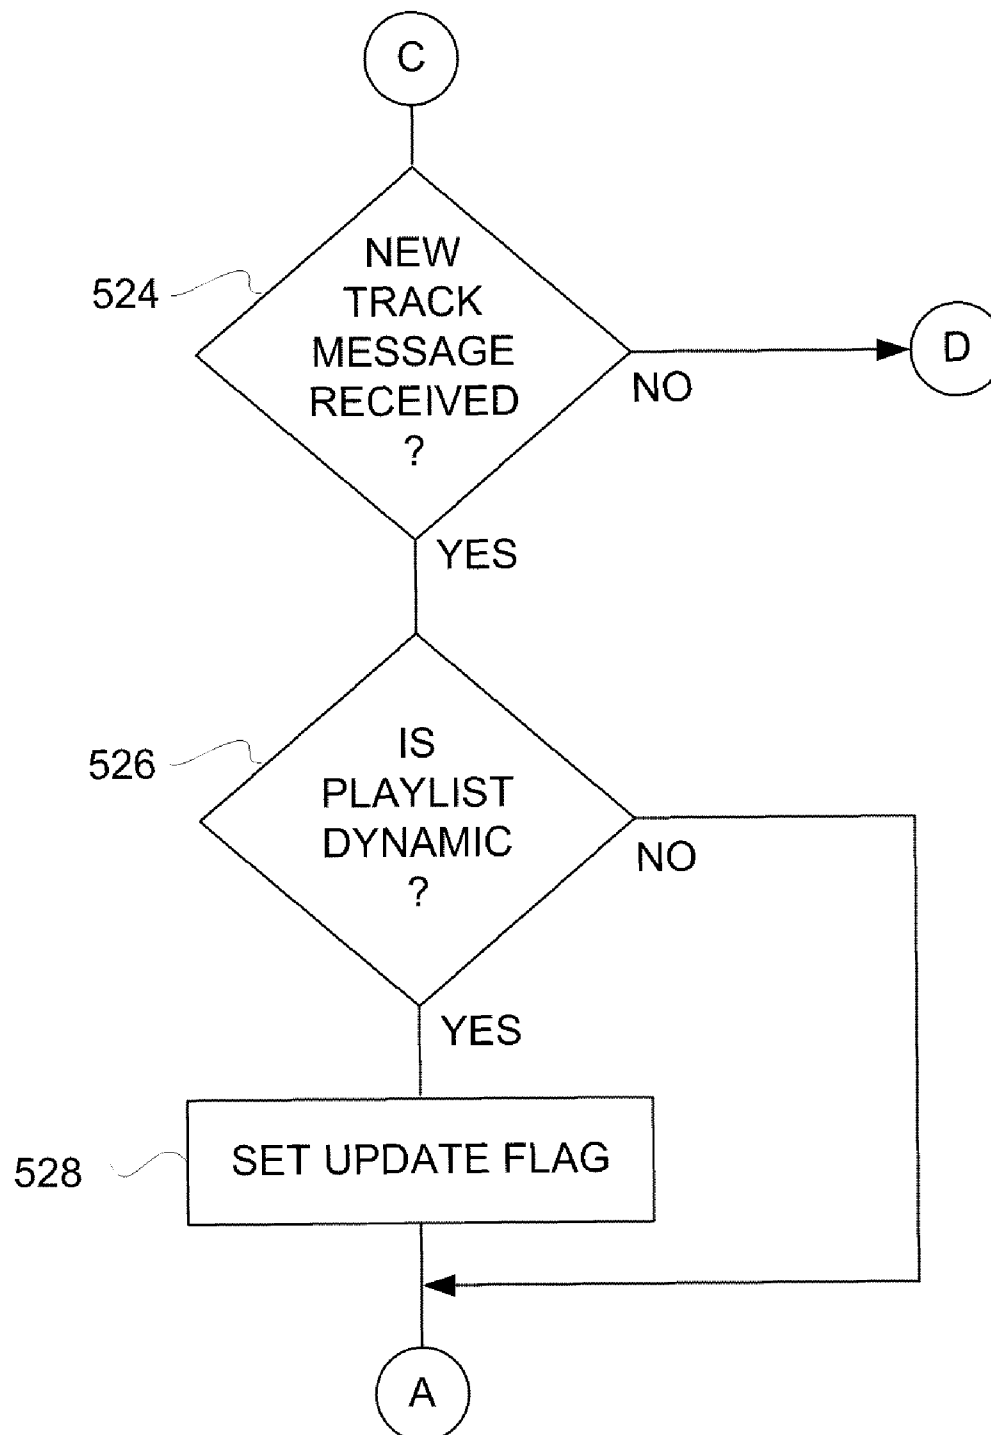 C
524
NEW
TRACK
MESSAGE
RECEIVED
?
NO
D
YES
526
IS
PLAYLIST
DYNAMIC
?
NO
YES
528
SET UPDATE FLAG
A